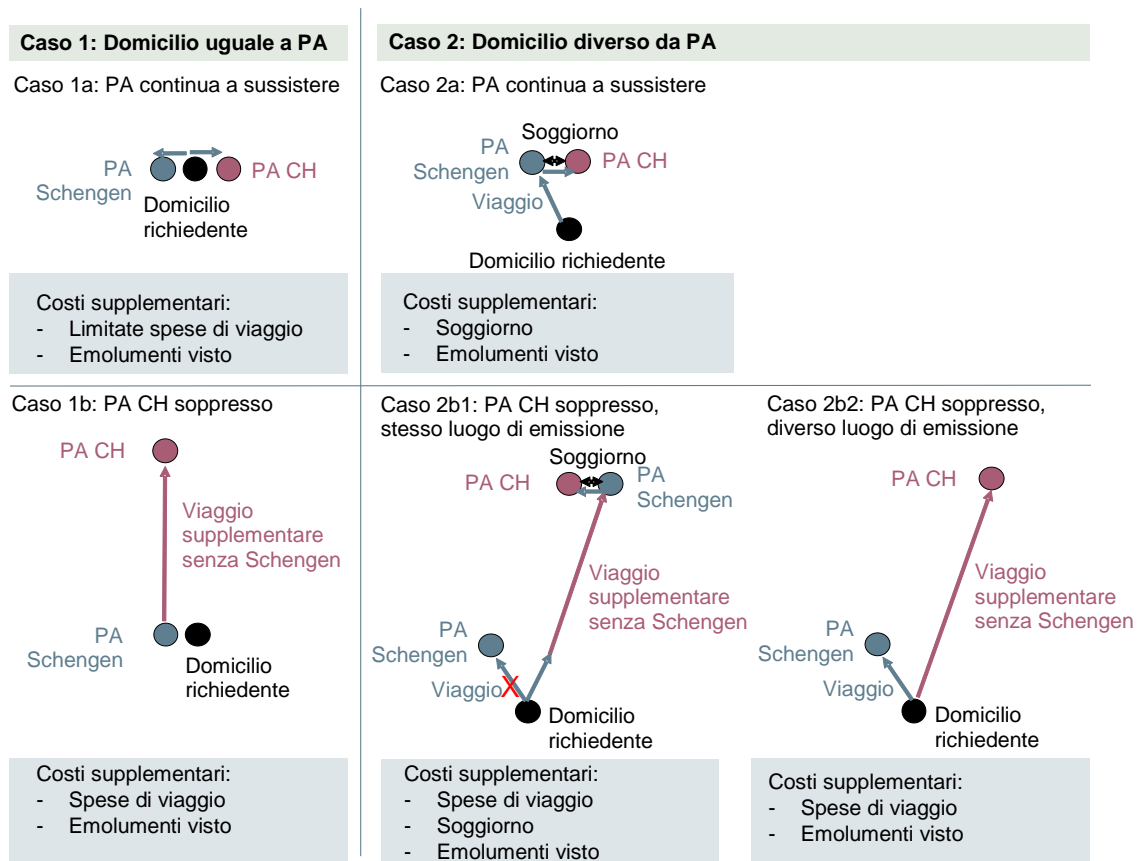 Caso 1: Domicilio uguale a PA
Caso 2: Domicilio diverso da PA
Caso 1a: PA continua a sussistere
PA
Schengen
PA CH
Domicilio
richiedente
Costi supplementari:
- Limitate spese di viaggio
- Emolumenti visto
Caso 2a: PA continua a sussistere
Soggiorno
PA
Schengen
PA CH
Viaggio
Domicilio richiedente
Costi supplementari:
- Soggiorno
- Emolumenti visto
Caso 1b: PA CH soppresso
PA CH
Viaggio
supplementare
senza Schengen
PA
Schengen
Domicilio
richiedente
Costi supplementari:
- Spese di viaggio
- Emolumenti visto
Caso 2b1: PA CH soppresso,
stesso luogo di emissione
Soggiorno
PA CH
PA
Schengen
Viaggio
supplementare
senza Schengen
PA
Schengen
Viaggio
X
Domicilio
richiedente
Costi supplementari:
- Spese di viaggio
- Soggiorno
- Emolumenti visto
Caso 2b2: PA CH soppresso,
diverso luogo di emissione
PA CH
Viaggio
supplementare
senza Schengen
PA
Schengen
Viaggio
Domicilio
richiedente
Costi supplementari:
- Spese di viaggio
- Emolumenti visto